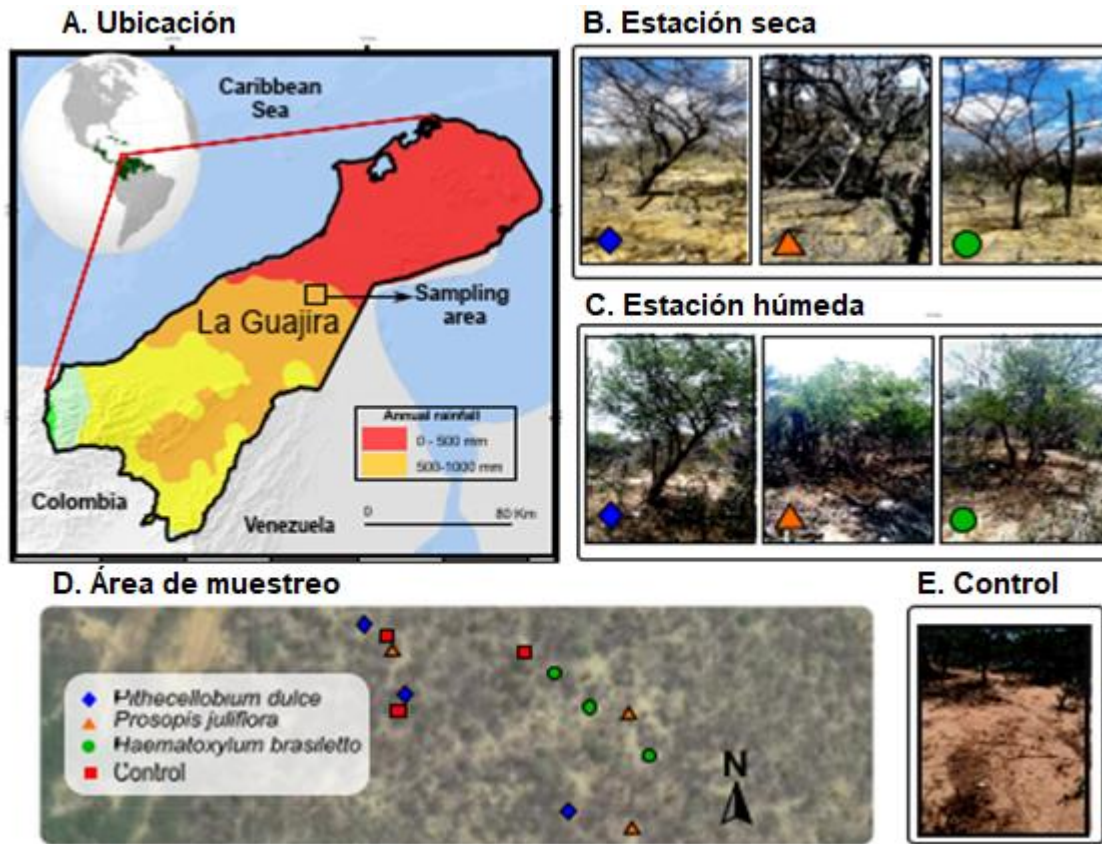 A. Ubicación
Caribbean
Sea
La Guajira
Sampling
area
Annual rainfall
0 - 500 mm
500-1000 mm
0
80 Km
Colombia
Venezuela
B. Estación seca
C. Estación húmeda
D. Área de muestreo
Pithecellobium dulce
Prosopis juliflora
Haematoxylum brasiletto
Control
N
E. Control